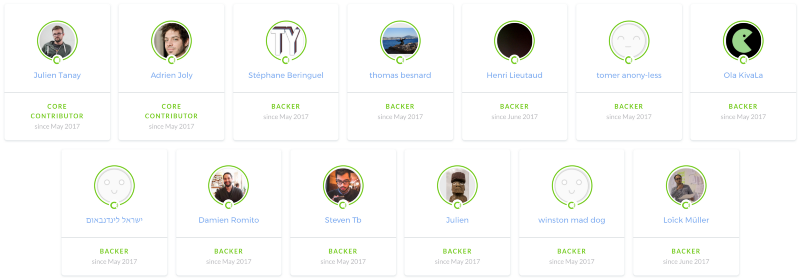 Julien Tanay
CORE
CONTRIBUTOR
since May 2017
Adrien Joly
CORE
CONTRIBUTOR
since May 2017
TY
Stéphane Beringuel
BACKER
since May 2017
thomas besnard
BACKER
since May 2017
Henri Lieutaud
BACKER
since June 2017
tomer anony-less
BACKER
since May 2017
Ola KivaLa
BACKER
since May 2017
ישראל לינדנבאום
BACKER
since May 2017
Damien Romito
BACKER
since May 2017
Steven Tb
BACKER
since May 2017
Julien
BACKER
since May 2017
winston mad dog
BACKER
since May 2017
Loïck Müller
BACKER
since June 2017